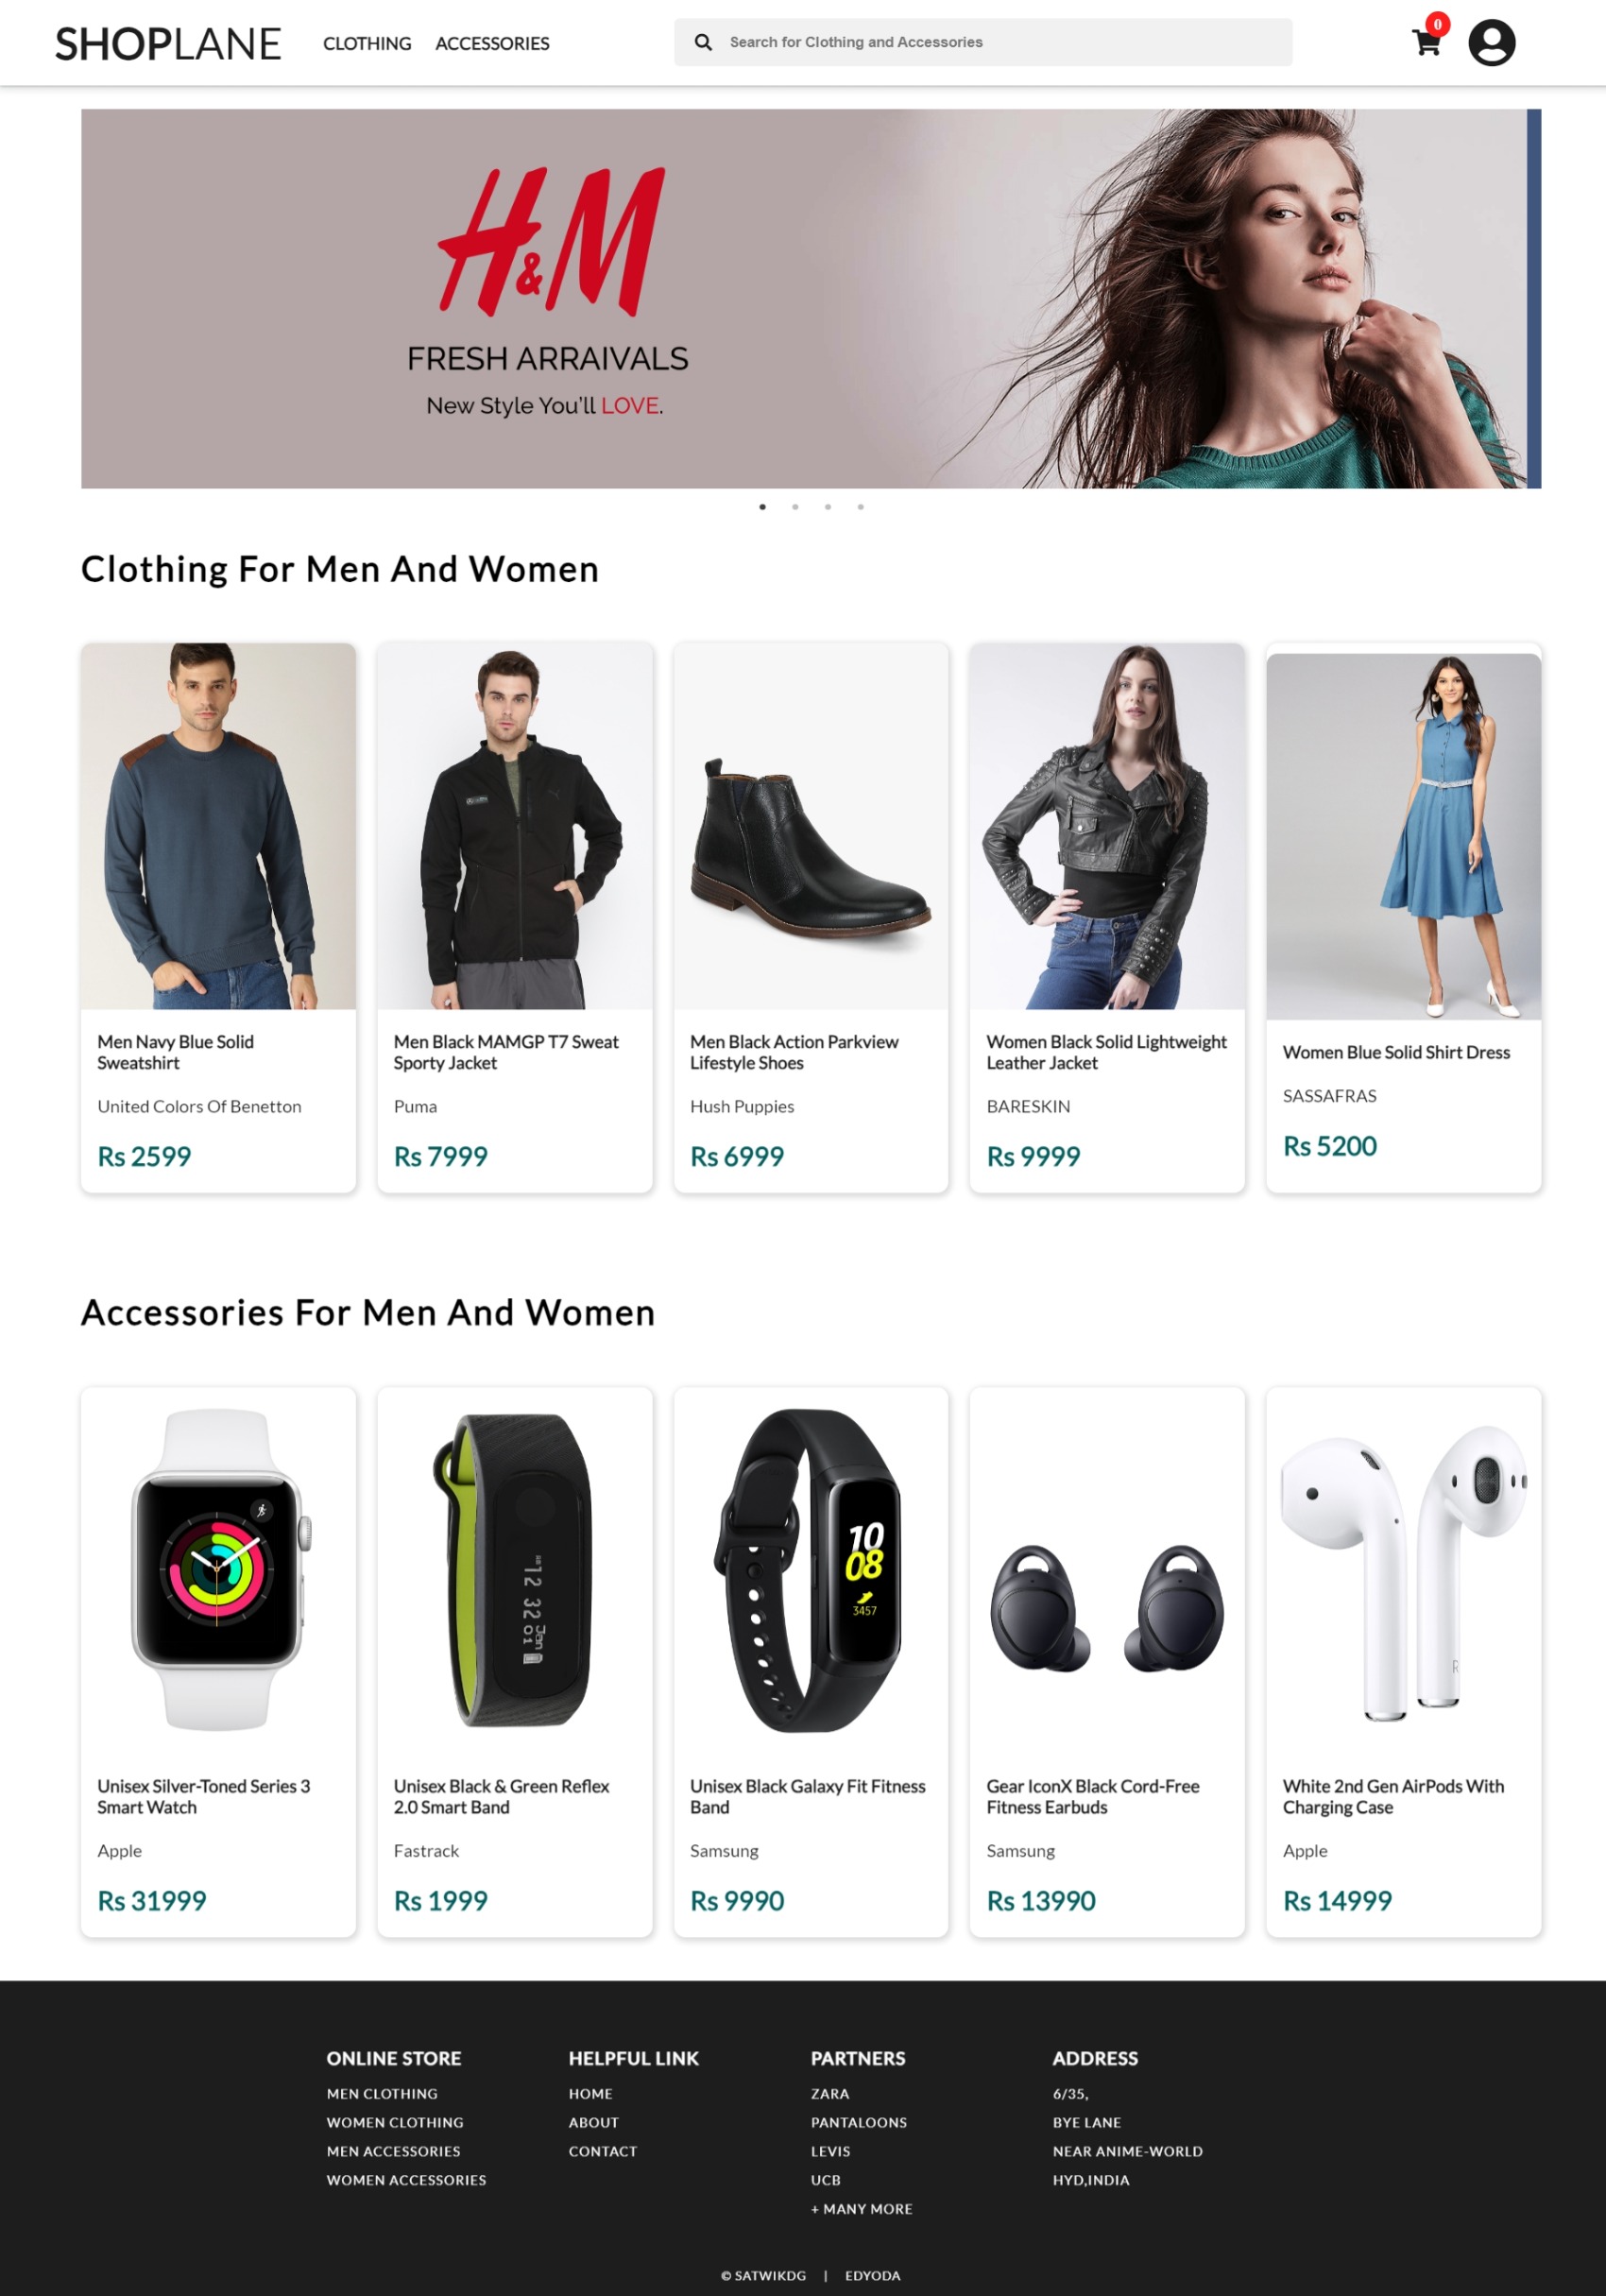 SHOPLANE
CLOTHING
ACCESSORIES
Search for Clothing and Accessories
0
H&M
FRESH ARRAIVALS
New Style You'll LOVE.
Clothing For Men And Women
Men Navy Blue Solid
Sweatshirt
United Colors Of Benetton
Rs 2599
Men Black MAMGP T7 Sweat
Sporty Jacket
Puma
Rs 7999
Men Black Action Parkview
Lifestyle Shoes
Hush Puppies
Rs 6999
Women Black Solid Lightweight
Leather Jacket
BARESKIN
Rs 9999
Women Blue Solid Shirt Dress
SASSAFRAS
Rs 5200
Accessories For Men And Women
12 32
01 Jan
10
08
3457
R
Unisex Silver-Toned Series 3
Smart Watch
Apple
Rs 31999
Unisex Black & Green Reflex
2.0 Smart Band
Fastrack
Rs 1999
Unisex Black Galaxy Fit Fitness
Band
Samsung
Rs 9990
Gear IconX Black Cord-Free
Fitness Earbuds
Samsung
Rs 13990
White 2nd Gen AirPods With
Charging Case
Apple
Rs 14999
ONLINE STORE
MEN CLOTHING
WOMEN CLOTHING
MEN ACCESSORIES
WOMEN ACCESSORIES
HELPFUL LINK
HOME
ABOUT
CONTACT
PARTNERS
ZARA
PANTALOONS
LEVIS
UCB
+ MANY MORE
ADDRESS
6/35,
BYE LANE
NEAR ANIME-WORLD
HYD,INDIA
© SATWIKDG | EDYODA